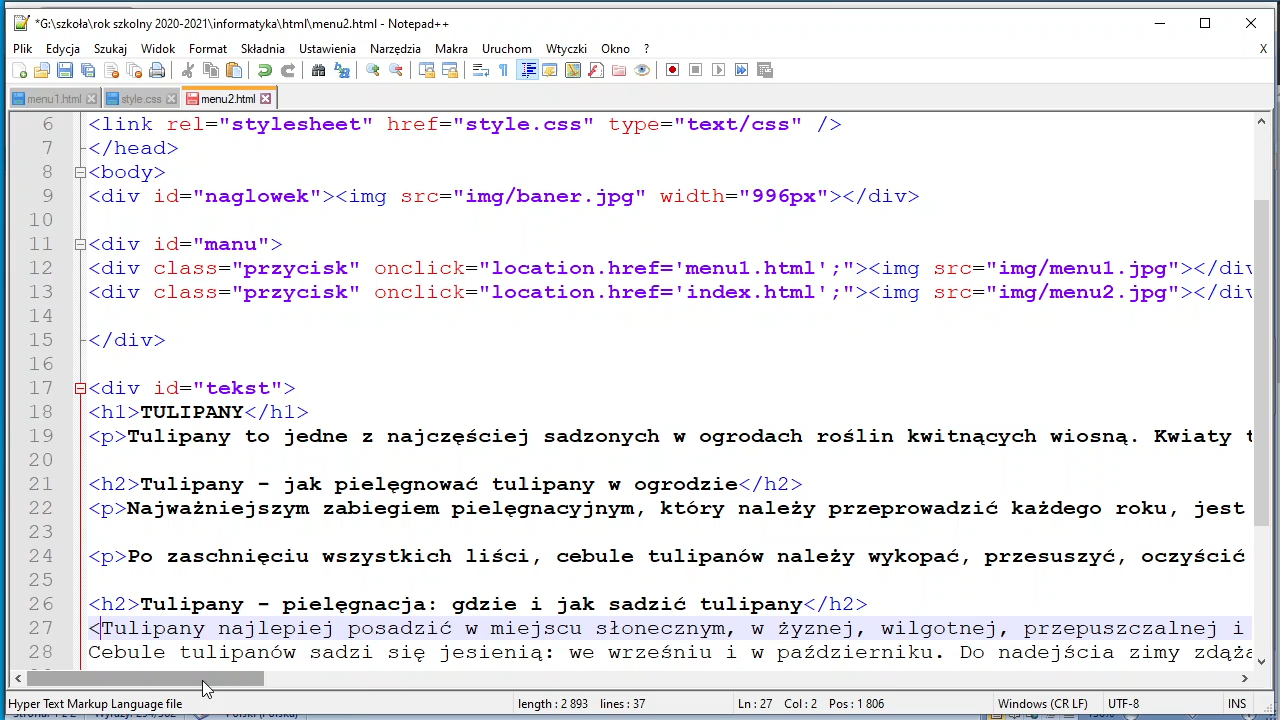 *G:\szkoła\rok szkolny 2020-2021\informatyka\html\menu2.html - Notepad++
Plik Edycja Szukaj Widok Format Składnia Ustawienia Narzędzia Makra Uruchom Wtyczki Okno ? X
menu1.html style.css menu2.html
6 <link rel="stylesheet" href="style.css" type="text/css" />
7 </head>
8 <body>
9 <div id="naglowek"><img src="img/baner.jpg" width="996px"></div>
10
11 <div id="manu">
12 <div class="przycisk" onclick="location.href='menu1.html';"><img src="img/menu1.jpg"></div
13 <div class="przycisk" onclick="location.href='index.html';"><img src="img/menu2.jpg"></div
14
15 </div>
16
17 <div id="tekst">
18 <h1>TULIPANY</h1>
19 <p>Tulipany to jedne z najczęściej sadzonych w ogrodach roślin kwitnących wiosną. Kwiaty t
20
21 <h2>Tulipany - jak pielęgnować tulipany w ogrodzie</h2>
22 <p>Najważniejszym zabiegiem pielęgnacyjnym, który należy przeprowadzić każdego roku, jest
23
24 <p>Po zaschnięciu wszystkich liści, cebule tulipanów należy wykopać, przesuszyć, oczyścić
25
26 <h2>Tulipany - pielęgnacja: gdzie i jak sadzić tulipany</h2>
27 <Tulipany najlepiej posadzić w miejscu słonecznym, w żyznej, wilgotnej, przepuszczalnej i
28 Cebule tulipanów sadzi się jesienią: we wrześniu i w październiku. Do nadejścia zimy zdąża
Hyper Text Markup Language file length : 2 893 lines : 37 Ln : 27 Col : 2 Pos : 1 806 Windows (CR LF) UTF-8 INS